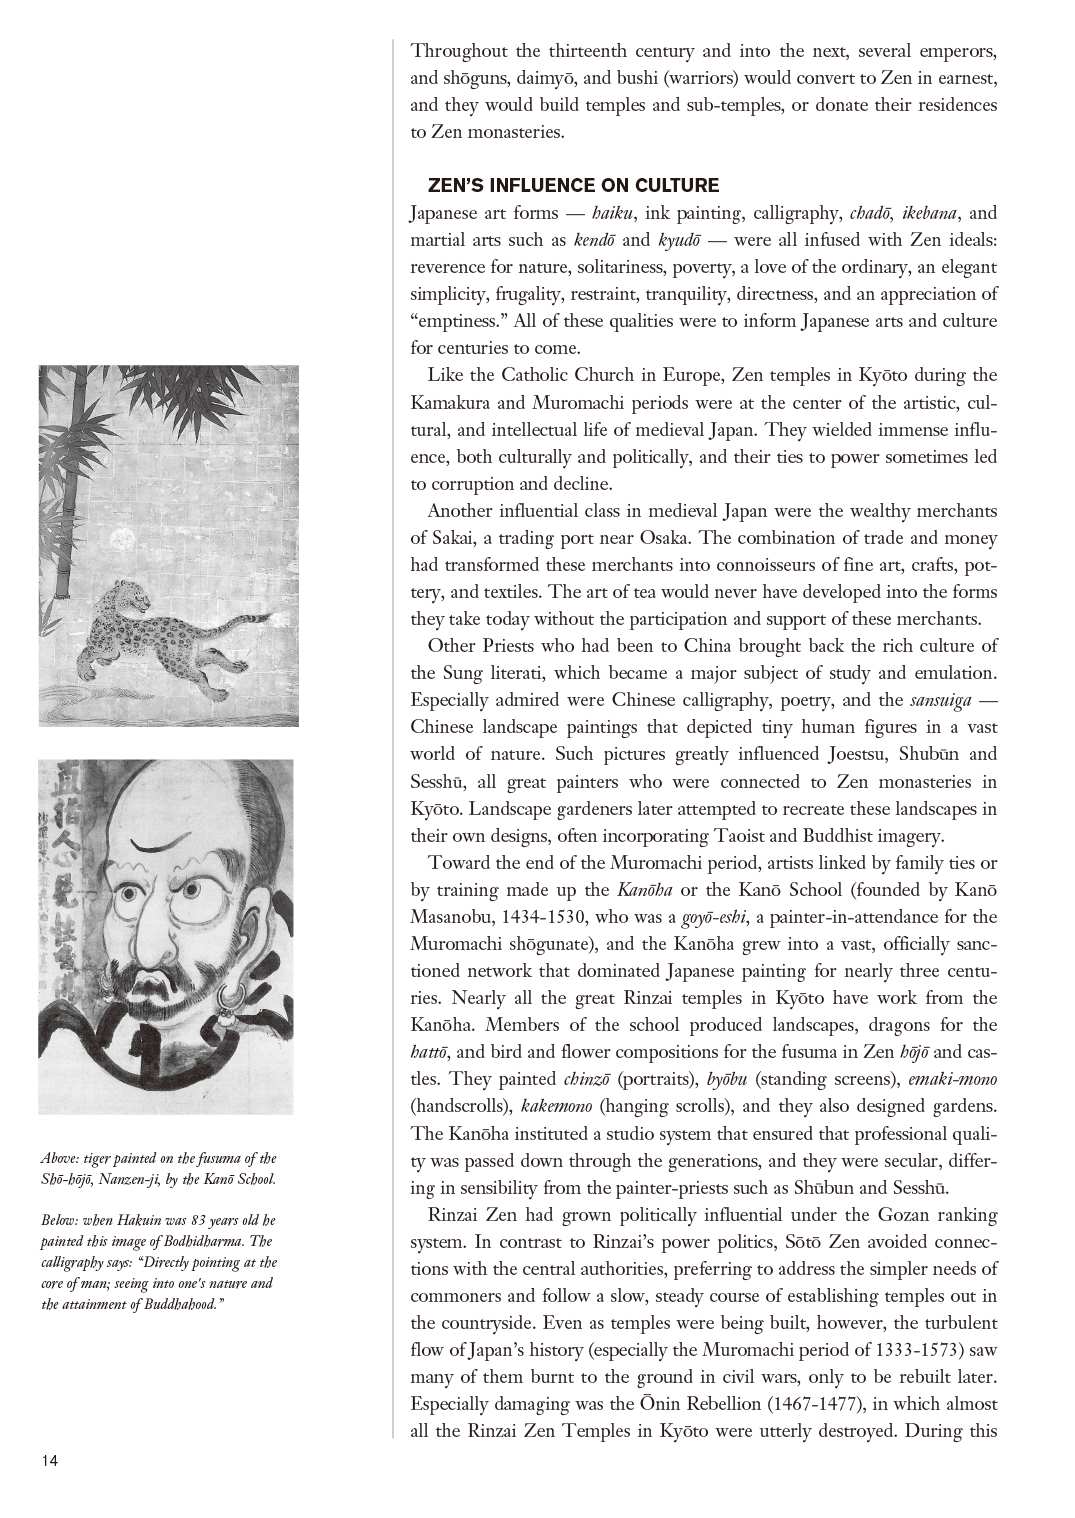 Throughout the thirteenth century and into the next, several emperors,
and shōguns, daimyō, and bushi (warriors) would convert to Zen in earnest,
and they would build temples and sub-temples, or donate their residences
to Zen monasteries.
ZEN’S INFLUENCE ON CULTURE
Japanese art forms — haiku, ink painting, calligraphy, chadō, ikebana, and
martial arts such as kendō and kyudō — were all infused with Zen ideals:
reverence for nature, solitariness, poverty, a love of the ordinary, an elegant
simplicity, frugality, restraint, tranquility, directness, and an appreciation of
“emptiness.” All of these qualities were to inform Japanese arts and culture
for centuries to come.
Like the Catholic Church in Europe, Zen temples in Kyōto during the
Kamakura and Muromachi periods were at the center of the artistic, cul-
tural, and intellectual life of medieval Japan. They wielded immense influ-
ence, both culturally and politically, and their ties to power sometimes led
to corruption and decline.
Another influential class in medieval Japan were the wealthy merchants
of Sakai, a trading port near Osaka. The combination of trade and money
had transformed these merchants into connoisseurs of fine art, crafts, pot-
tery, and textiles. The art of tea would never have developed into the forms
they take today without the participation and support of these merchants.
Other Priests who had been to China brought back the rich culture of
the Sung literati, which became a major subject of study and emulation.
Especially admired were Chinese calligraphy, poetry, and the sansuiga —
Chinese landscape paintings that depicted tiny human figures in a vast
world of nature. Such pictures greatly influenced Joestsu, Shubūn and
Sesshū, all great painters who were connected to Zen monasteries in
Kyōto. Landscape gardeners later attempted to recreate these landscapes in
their own designs, often incorporating Taoist and Buddhist imagery.
Toward the end of the Muromachi period, artists linked by family ties or
by training made up the Kanōha or the Kanō School (founded by Kanō
Masanobu, 1434-1530, who was a goyō-eshi, a painter-in-attendance for the
Muromachi shōgunate), and the Kanōha grew into a vast, officially sanc-
tioned network that dominated Japanese painting for nearly three centu-
ries. Nearly all the great Rinzai temples in Kyōto have work from the
Kanōha. Members of the school produced landscapes, dragons for the
hattō, and bird and flower compositions for the fusuma in Zen hōjō and cas-
tles. They painted chinzō (portraits), byōbu (standing screens), emaki-mono
(handscrolls), kakemono (hanging scrolls), and they also designed gardens.
The Kanōha instituted a studio system that ensured that professional quali-
ty was passed down through the generations, and they were secular, differ-
ing in sensibility from the painter-priests such as Shūbun and Sesshū.
Rinzai Zen had grown politically influential under the Gozan ranking
system. In contrast to Rinzai’s power politics, Sōtō Zen avoided connec-
tions with the central authorities, preferring to address the simpler needs of
commoners and follow a slow, steady course of establishing temples out in
the countryside. Even as temples were being built, however, the turbulent
flow of Japan’s history (especially the Muromachi period of 1333-1573) saw
many of them burnt to the ground in civil wars, only to be rebuilt later.
Especially damaging was the Ōnin Rebellion (1467-1477), in which almost
all the Rinzai Zen Temples in Kyōto were utterly destroyed. During this
Above: tiger painted on the fusuma of the
Shō-hōjō, Nanzen-ji, by the Kanō School.
Below: when Hakuin was 83 years old he
painted this image of Bodhidharma. The
calligraphy says: “Directly pointing at the
core of man; seeing into one's nature and
the attainment of Buddhahood.”
14